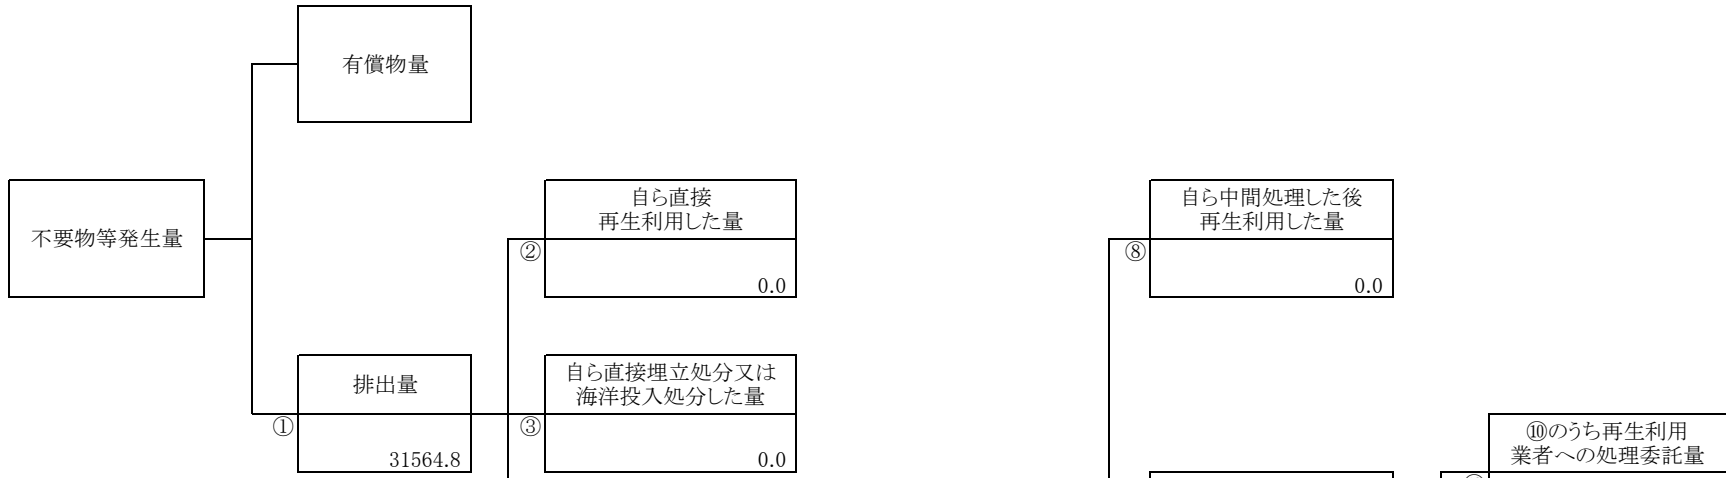 有償物量
不要物等発生量
自ら直接
再生利用した量
②
0.0
自ら中間処理した後
再生利用した量
⑧
0.0
排出量
①
31564.8
自ら直接埋立処分又は
海洋投入処分した量
③
0.0
⑩のうち再生利用
業者への処理委託量